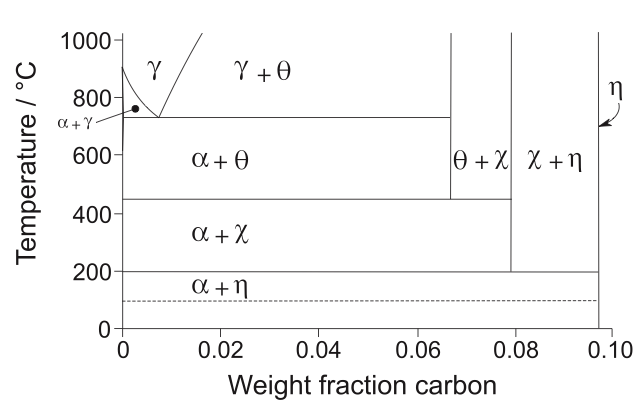 1000
800
600
400
200
0
Temperature / °C
γ
γ + θ
α + γ
α + θ
θ + χ
χ + η
η
α + χ
α + η
0
0.02
0.04
0.06
0.08
0.10
Weight fraction carbon